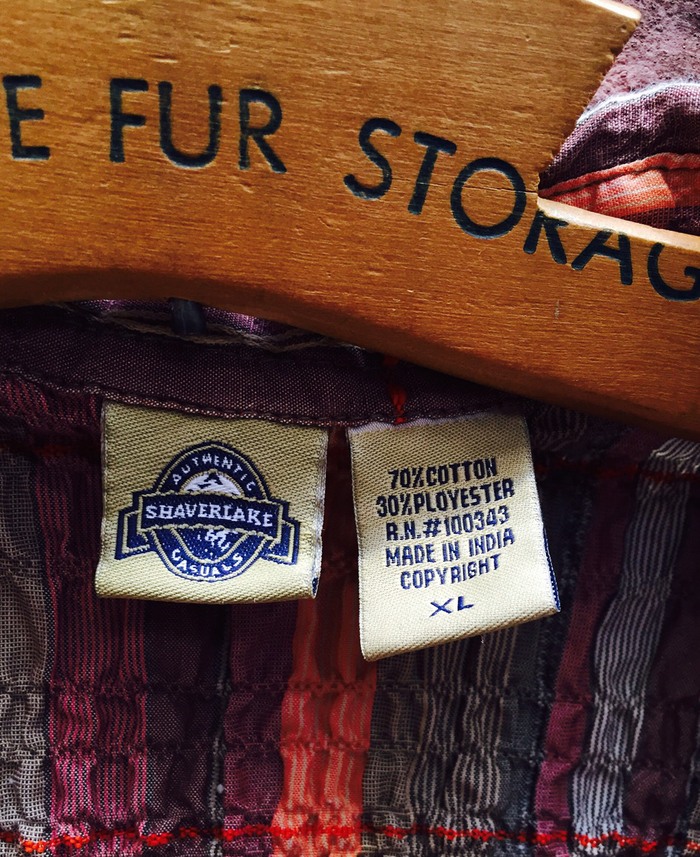 E FUR STORAG
AUTHENTIC
SHAVERLAKE
CASUALS
70% COTTON
30% PLOYESTER
R.N.#100343
MADE IN INDIA
COPYRIGHT
XL